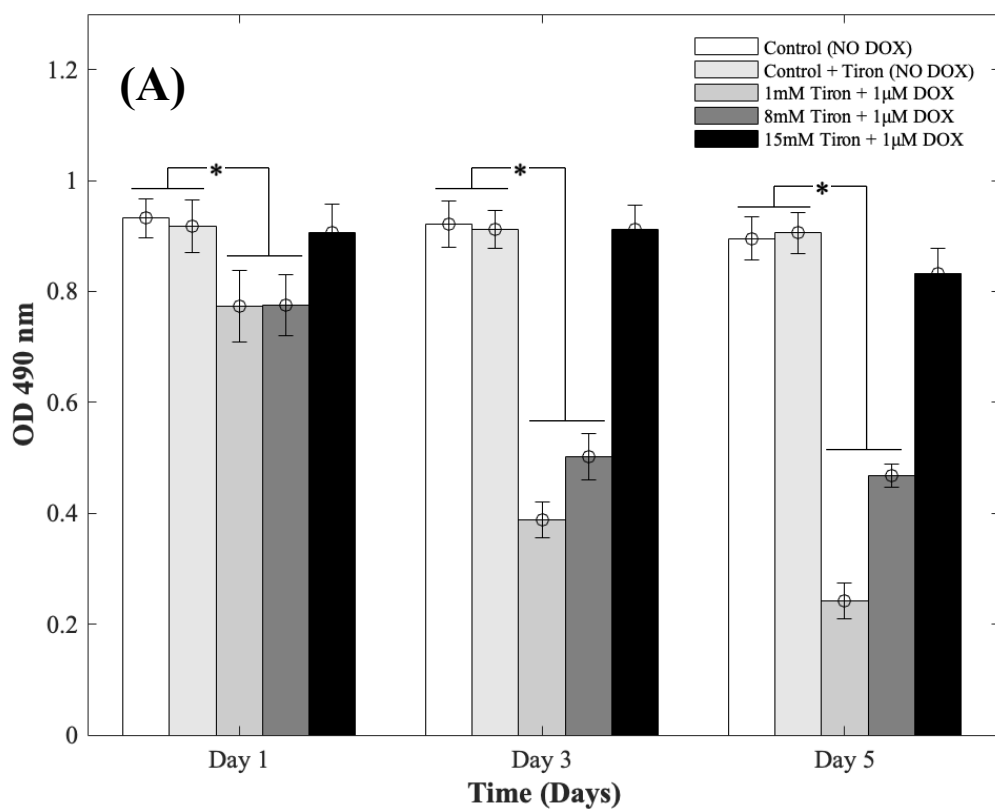 (A)
Control (NO DOX)
Control + Tiron (NO DOX)
1mM Tiron + 1μM DOX
8mM Tiron + 1μM DOX
15mM Tiron + 1μM DOX
*
*
*
OD 490 nm
1.2
1
0.8
0.6
0.4
0.2
0
Day 1
Day 3
Day 5
Time (Days)